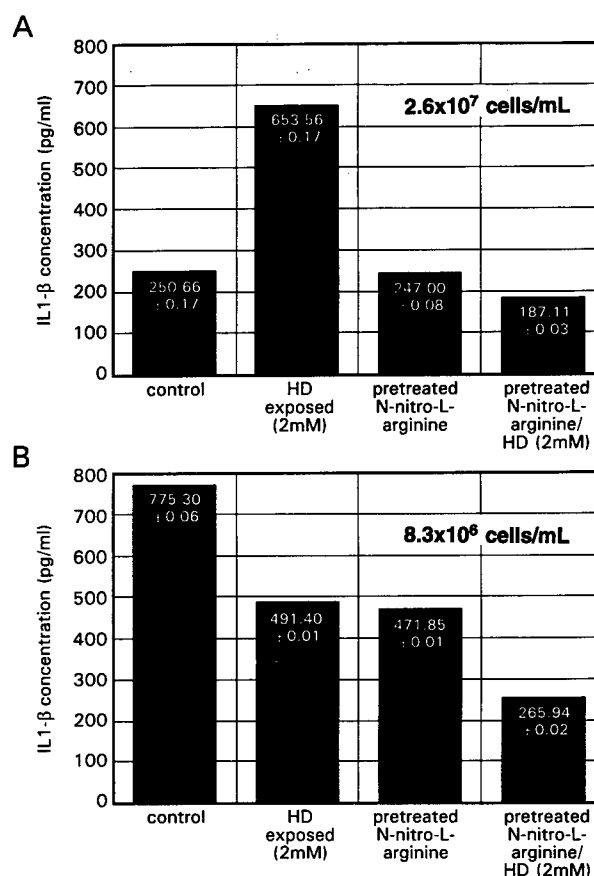 A
800
700
600
500
400
300
200
100
0
IL1-β concentration (pg/ml)
2.6x10⁷ cells/mL
250.66
: 0.17
653.56
: 0.17
247.00
: 0.08
187.11
: 0.03
control
HD
exposed
(2mM)
pretreated
N-nitro-L-
arginine
pretreated
N-nitro-L-
arginine/
HD (2mM)
B
800
700
600
500
400
300
200
100
0
IL1-β concentration (pg/ml)
8.3x10⁶ cells/mL
775.30
: 0.06
491.40
: 0.01
471.85
: 0.01
265.94
: 0.02
control
HD
exposed
(2mM)
pretreated
N-nitro-L-
arginine
pretreated
N-nitro-L-
arginine/
HD (2mM)